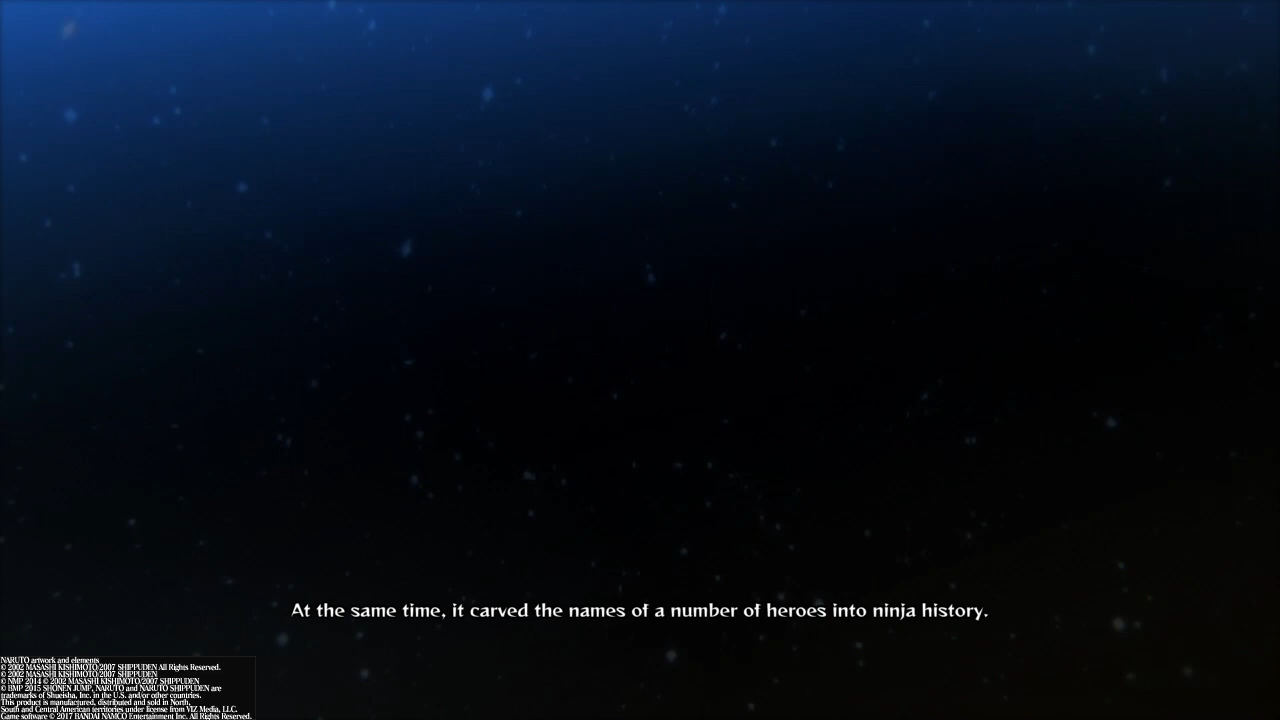 At the same time, it carved the names of a number of heroes into ninja history.
NARUTO artwork and elements
© 2002 MASASHI KISHIMOTO/2007 SHIPPUDEN All Rights Reserved.
© 2002 MASASHI KISHIMOTO/2007 SHIPPUDEN
© NMP 2014 © 2002 MASASHI KISHIMOTO/2007 SHIPPUDEN
© BMP 2015 SHONEN JUMP, NARUTO and NARUTO SHIPPUDEN are
trademarks of Shueisha, Inc. in the U.S. and/or other countries.
This product is manufactured, distributed and sold in North,
South and Central American territories under license from VIZ Media, LLC.
Game software © 2017 BANDAI NAMCO Entertainment Inc. All Rights Reserved.